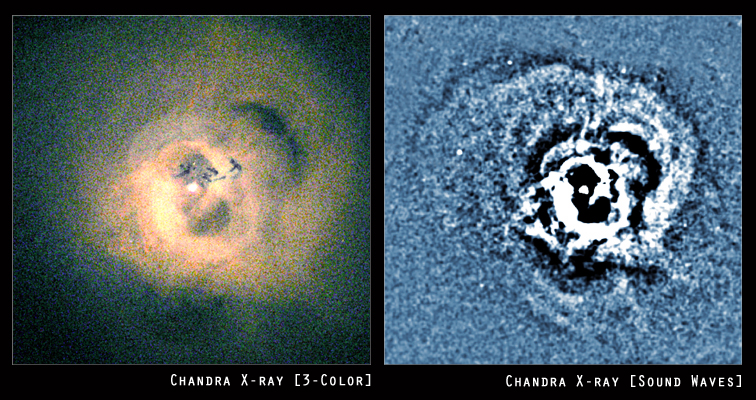 Chandra X-ray [3-Color]
Chandra X-ray [Sound Waves]